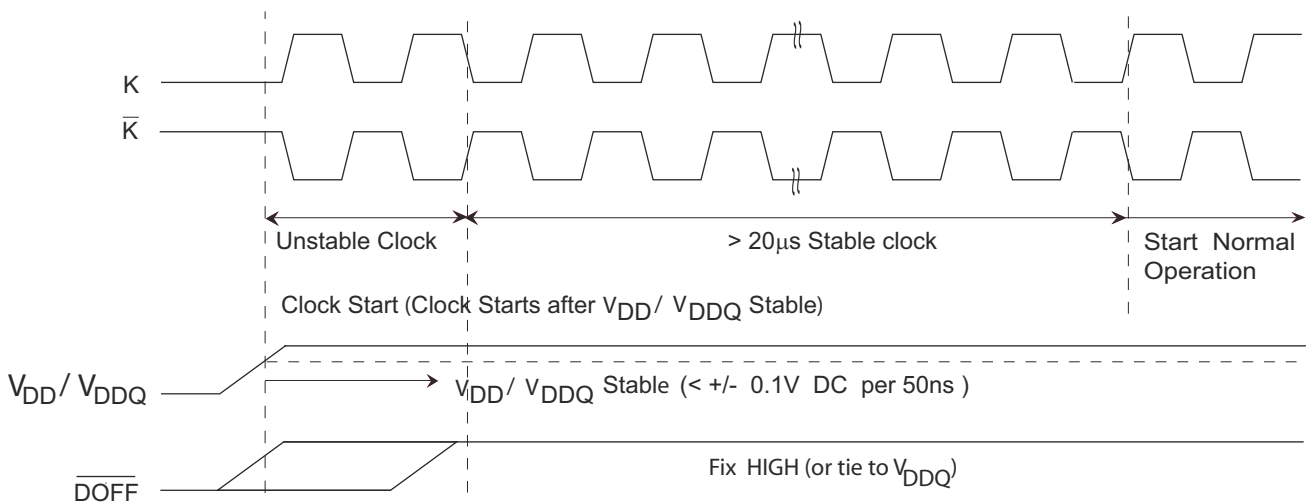 K
K̅
Unstable Clock
> 20μs Stable clock
Start Normal
Operation
Clock Start (Clock Starts after VDD / VDDQ Stable)
VDD / VDDQ
VDD / VDDQ Stable (< +/- 0.1V DC per 50ns )
Fix HIGH (or tie to VDDQ)
D̅O̅F̅F̅